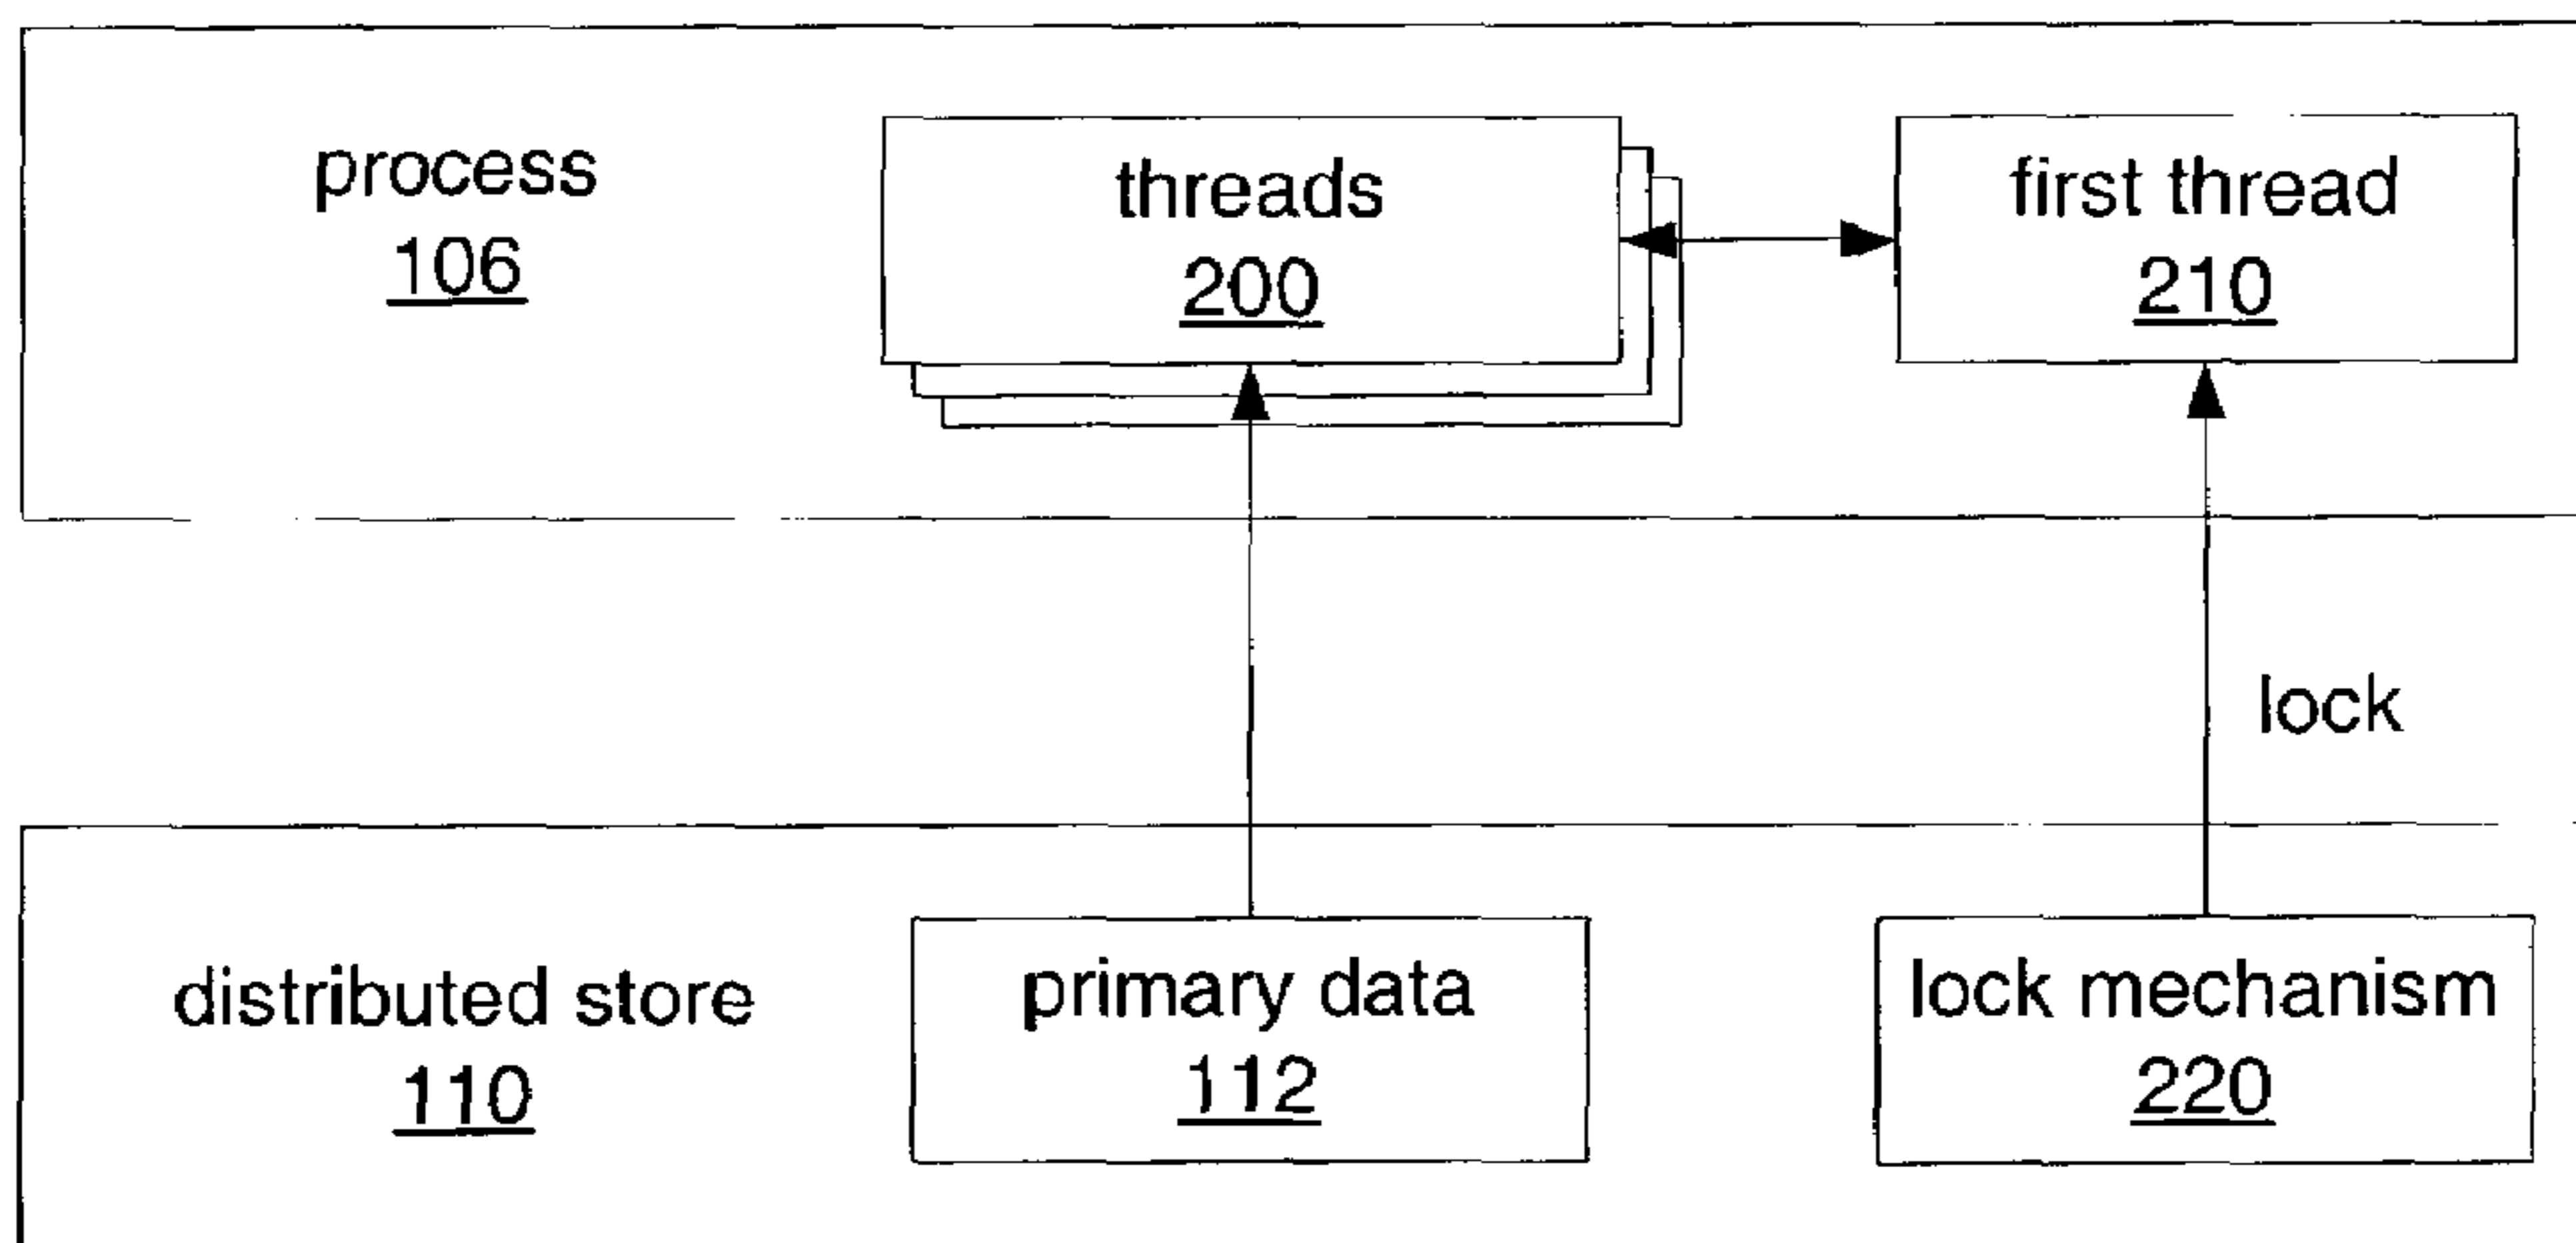 process
106
threads
200
first thread
210
lock
distributed store
110
primary data
112
lock mechanism
220